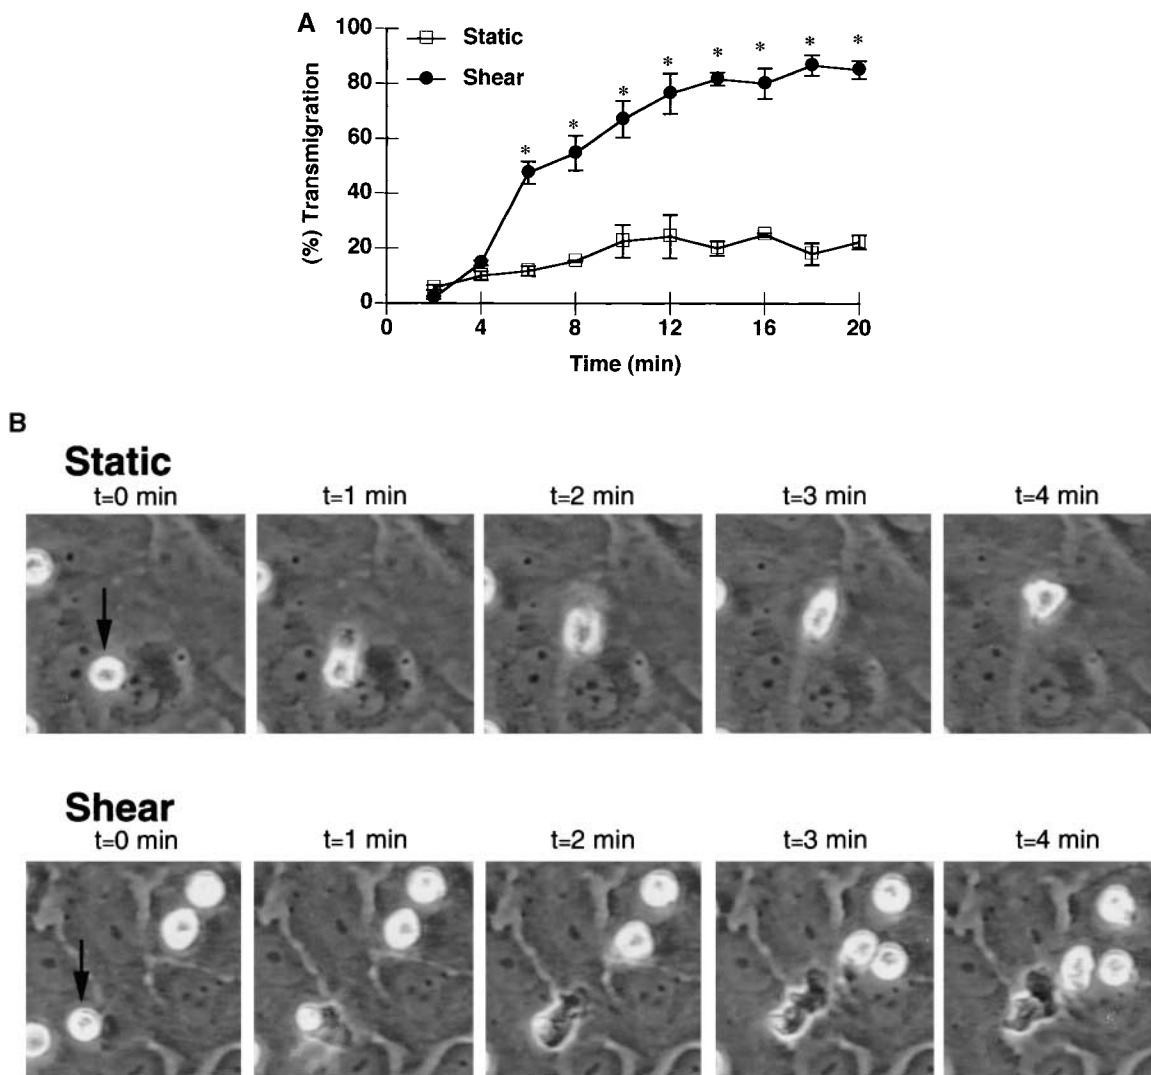 A
100
80
60
40
20
0
(%) Transmigration
Static
Shear
* * * * * * * *
0 4 8 12 16 20
Time (min)
B
Static
t=0 min t=1 min t=2 min t=3 min t=4 min
Shear
t=0 min t=1 min t=2 min t=3 min t=4 min